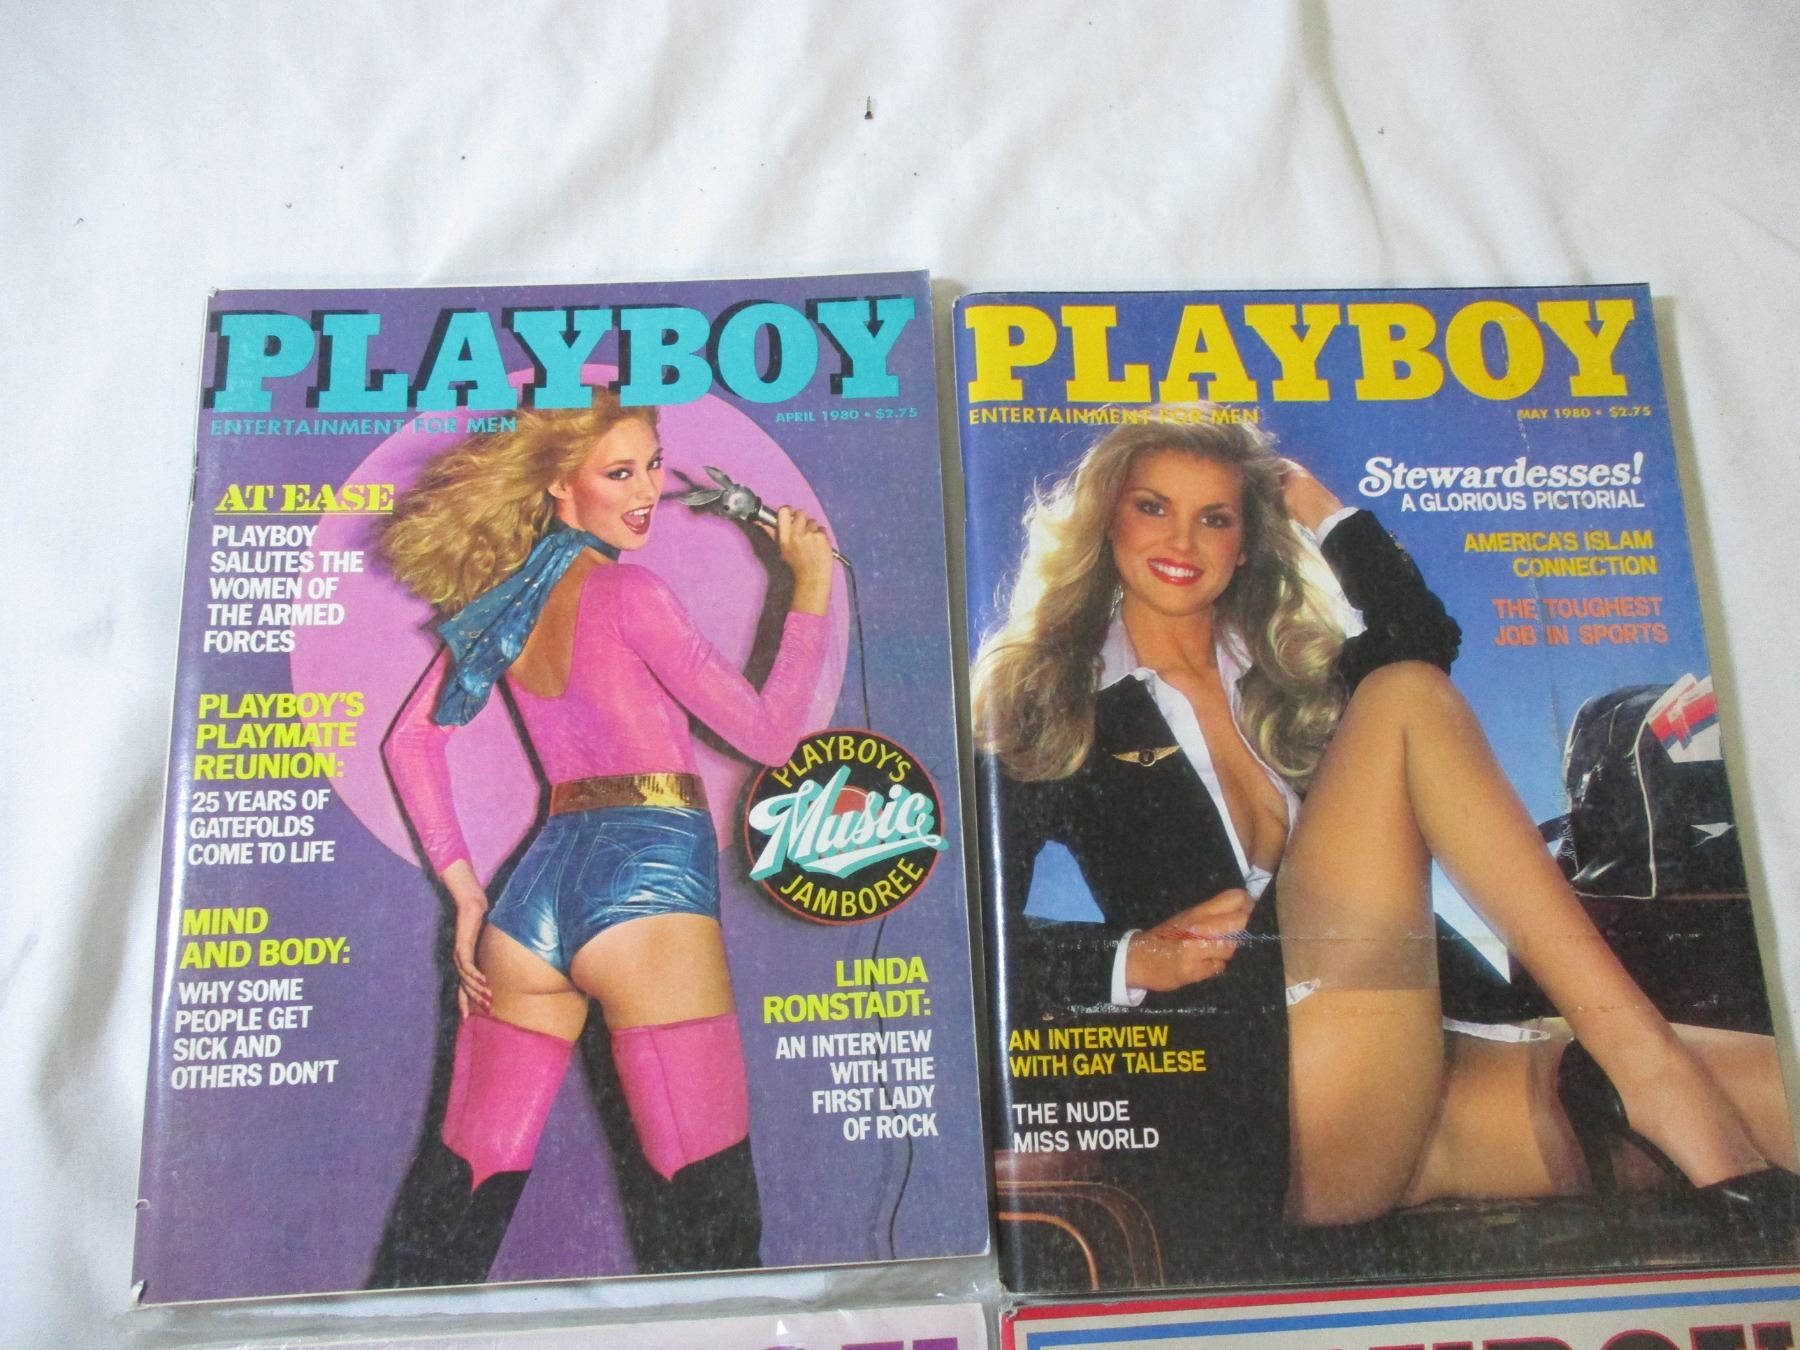 PLAYBOY
ENTERTAINMENT FOR MEN
APRIL 1980 • $2.75
AT EASE
PLAYBOY
SALUTES THE
WOMEN OF
THE ARMED
FORCES
PLAYBOY'S
PLAYMATE
REUNION:
25 YEARS OF
GATEFOLDS
COME TO LIFE
MIND
AND BODY:
WHY SOME
PEOPLE GET
SICK AND
OTHERS DON'T
PLAYBOY'S
Music
JAMBOREE
LINDA
RONSTADT:
AN INTERVIEW
WITH THE
FIRST LADY
OF ROCK
PLAYBOY
ENTERTAINMENT FOR MEN
MAY 1980 • $2.75
Stewardesses!
A GLORIOUS PICTORIAL
AMERICA'S ISLAM
CONNECTION
THE TOUGHEST
JOB IN SPORTS
AN INTERVIEW
WITH GAY TALESE
THE NUDE
MISS WORLD